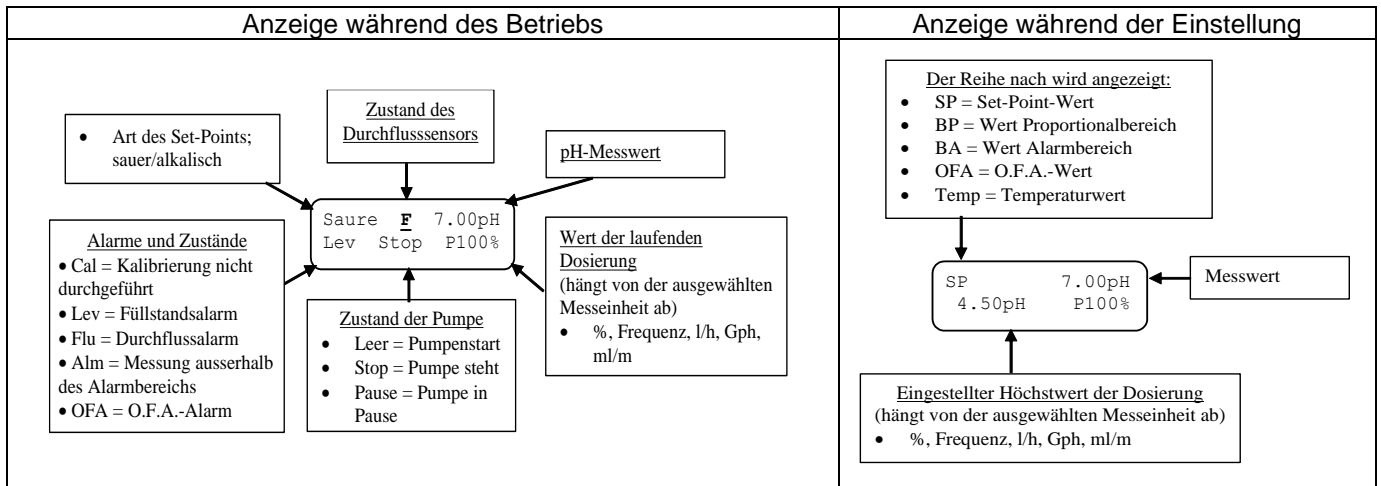 Anzeige während des Betriebs
Zustand des
Durchflusssensors
• Art des Set-Points;
sauer/alkalisch
pH-Messwert
Saure F 7.00pH
Lev Stop P100%
Alarme und Zustände
• Cal = Kalibrierung nicht
durchgeführt
• Lev = Füllstandsalarm
• Flu = Durchflussalarm
• Alm = Messung ausserhalb
des Alarmbereichs
• OFA = O.F.A.-Alarm
Zustand der Pumpe
• Leer = Pumpenstart
• Stop = Pumpe steht
• Pause = Pumpe in
Pause
Wert der laufenden
Dosierung
(hängt von der ausgewählten
Messeinheit ab)
• %, Frequenz, l/h, Gph,
ml/m
Anzeige während der Einstellung
Der Reihe nach wird angezeigt:
• SP = Set-Point-Wert
• BP = Wert Proportionalbereich
• BA = Wert Alarmbereich
• OFA = O.F.A.-Wert
• Temp = Temperaturwert
SP 7.00pH
4.50pH P100%
Messwert
Eingestellter Höchstwert der Dosierung
(hängt von der ausgewählten Messeinheit ab)
• %, Frequenz, l/h, Gph, ml/m